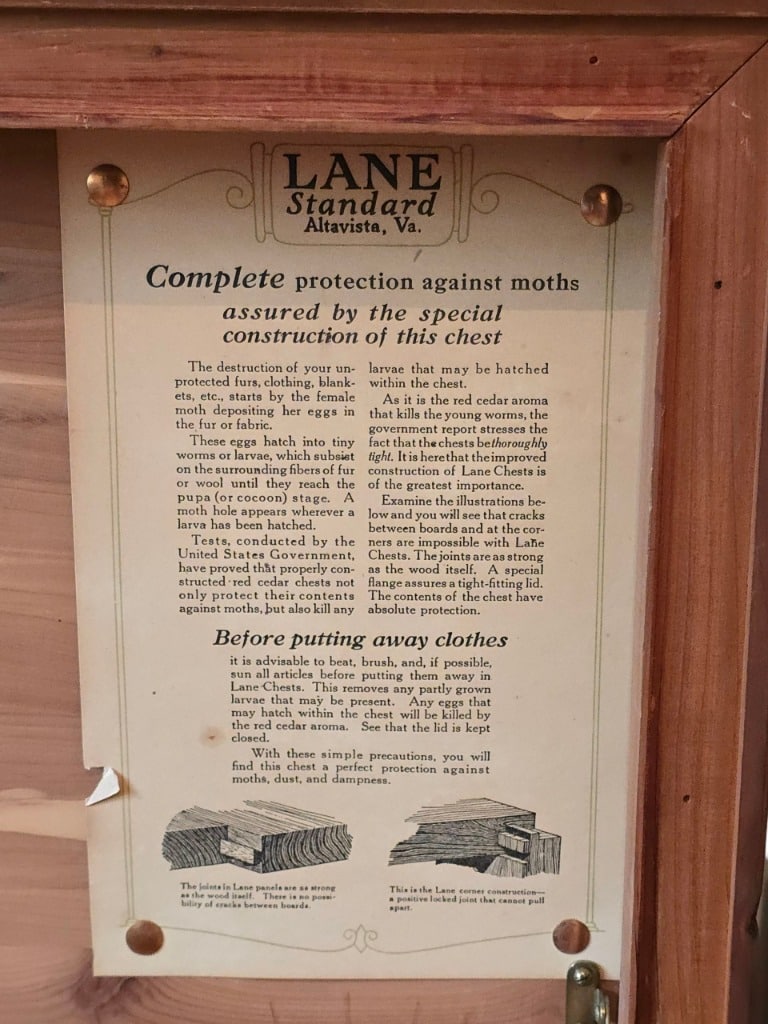 LANE
Standard
Altavista, Va.
Complete protection against moths
assured by the special
construction of this chest
The destruction of your un-
protected furs, clothing, blank-
ets, etc., starts by the female
moth depositing her eggs in
the fur or fabric.
These eggs hatch into tiny
worms or larvae, which subsist
on the surrounding fibers of fur
or wool until they reach the
pupa (or cocoon) stage. A
moth hole appears wherever a
larva has been hatched.
Tests, conducted by the
United States Government,
have proved that properly con-
structed red cedar chests not
only protect their contents
against moths, but also kill any
larvae that may be hatched
within the chest.
As it is the red cedar aroma
that kills the young worms, the
government report stresses the
fact that the chests be thoroughly
tight. It is here that the improved
construction of Lane Chests is
of the greatest importance.
Examine the illustrations be-
low and you will see that cracks
between boards and at the cor-
ners are impossible with Lane
Chests. The joints are as strong
as the wood itself. A special
flange assures a tight-fitting lid.
The contents of the chest have
absolute protection.
Before putting away clothes
it is advisable to beat, brush, and, if possible,
sun all articles before putting them away in
Lane Chests. This removes any partly grown
larvae that may be present. Any eggs that
may hatch within the chest will be killed by
the red cedar aroma. See that the lid is kept
closed.
With these simple precautions, you will
find this chest a perfect protection against
moths, dust, and dampness.
The joints in Lane panels are as strong
as the wood itself. There is no possi-
bility of cracks between boards.
This is the Lane corner construction—
a positive locked joint that cannot pull
apart.